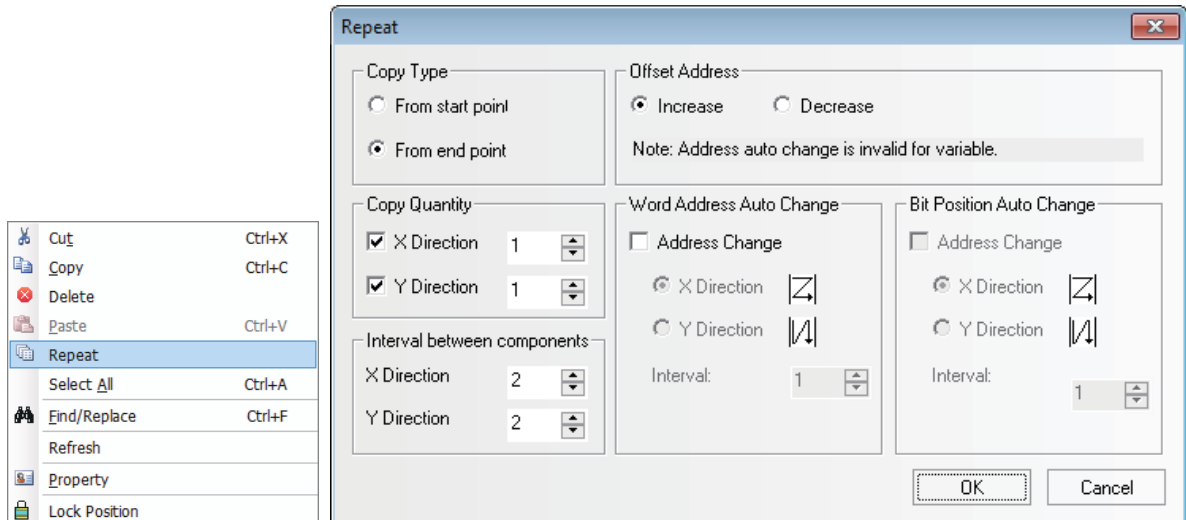 Cut Ctrl+X
Copy Ctrl+C
Delete
Paste Ctrl+V
Repeat
Select All Ctrl+A
Find/Replace Ctrl+F
Refresh
Property
Lock Position
Repeat
Copy Type
From start point
From end point
Offset Address
Increase Decrease
Note: Address auto change is invalid for variable.
Copy Quantity
X Direction 1
Y Direction 1
Interval between components
X Direction 2
Y Direction 2
Word Address Auto Change
Address Change
X Direction
Y Direction
Interval: 1
Bit Position Auto Change
Address Change
X Direction
Y Direction
Interval: 1
OK Cancel